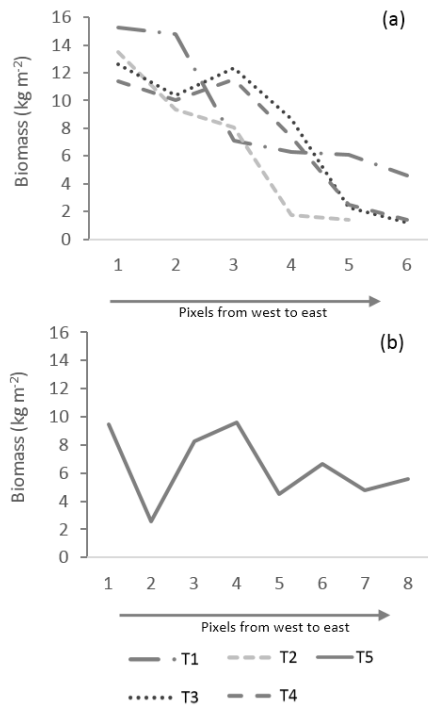 (a)
16
14
12
10
8
6
4
2
0
Biomass (kg m-2)
1 2 3 4 5 6
Pixels from west to east
(b)
16
14
12
10
8
6
4
2
0
Biomass (kg m-2)
1 2 3 4 5 6 7 8
Pixels from west to east
T1 T2 T5
T3 T4